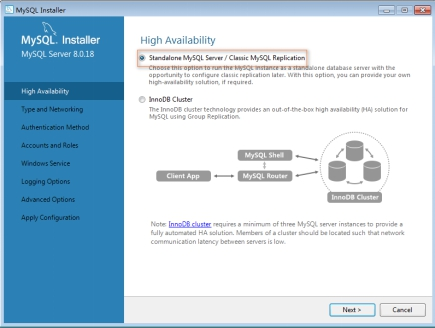 MySQL Installer
MySQL. Installer
MySQL Server 8.0.18
High Availability
Type and Networking
Authentication Method
Accounts and Roles
Windows Service
Logging Options
Advanced Options
Apply Configuration
High Availability
Standalone MySQL Server / Classic MySQL Replication
Choose this option to run the MySQL instance as a standalone database server with the
opportunity to configure classic replication later. With this option, you can provide your own
high-availability solution, if required.
InnoDB Cluster
The InnoDB cluster technology provides an out-of-the-box high availability (HA) solution for
MySQL using Group Replication.
MySQL Shell
Client App
MySQL Router
InnoDB Cluster
Note: InnoDB cluster requires a minimum of three MySQL server instances to provide a
fully automated HA solution. Members of a cluster should be located such that network
communication latency between servers is low.
Next >
Cancel